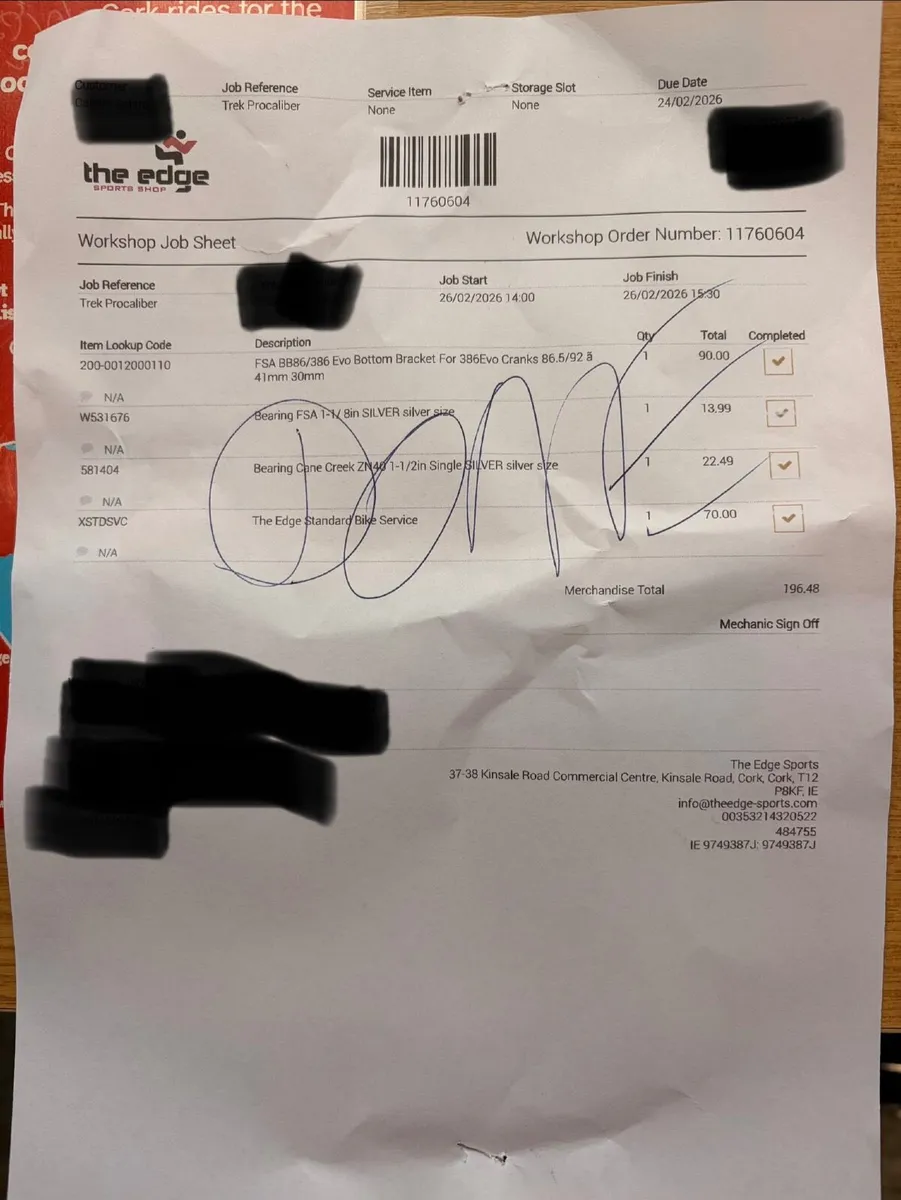 rides for the
Job Reference
Trek Procaliber
Service Item
None
Storage Slot
None
Due Date
24/02/2026
the edge
SPORTS SHOP
11760604
Workshop Job Sheet
Workshop Order Number: 11760604
Job Reference
Trek Procaliber
Job Start
26/02/2026 14:00
Job Finish
26/02/2026 15:30
Item Lookup Code Description Qty Total Completed
200-0012000110 FSA BB86/386 Evo Bottom Bracket For 386Evo Cranks 86.5/92 ã 1 90.00
41mm 30mm
N/A
W531676 Bearing FSA 1-1/ 8in SILVER silver size 1 13.99
N/A
581404 Bearing Cane Creek ZN40 1-1/2in Single SILVER silver size 1 22.49
N/A
XSTDSVC The Edge Standard Bike Service 1 70.00
N/A
Merchandise Total 196.48
Mechanic Sign Off
The Edge Sports
37-38 Kinsale Road Commercial Centre, Kinsale Road, Cork, Cork, T12
P8KF, IE
info@theedge-sports.com
00353214320522
484755
IE 9749387J; 9749387J